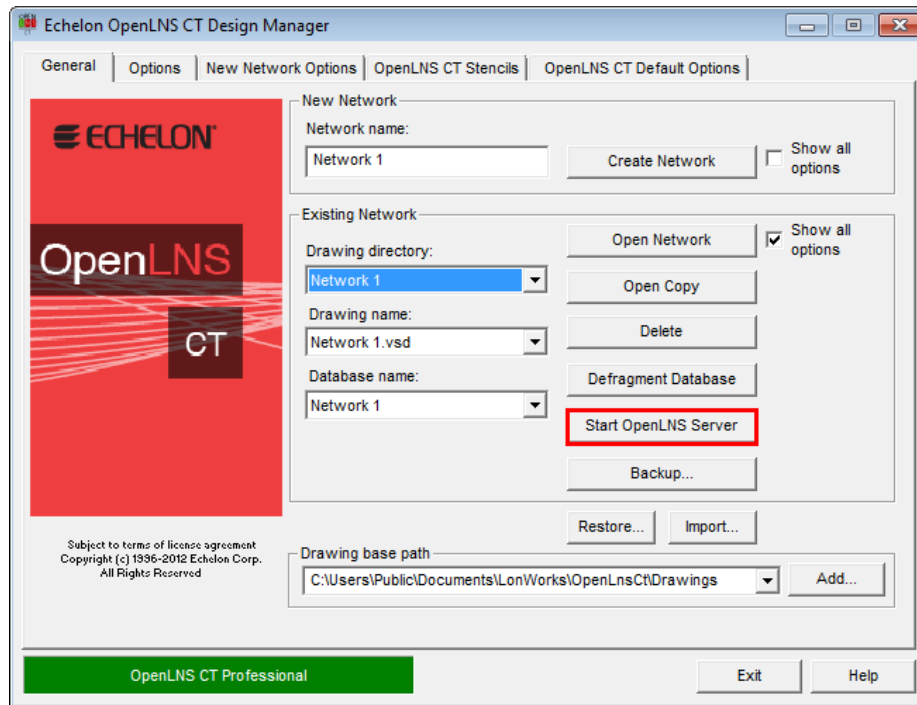 Echelon OpenLNS CT Design Manager
General
Options
New Network Options
OpenLNS CT Stencils
OpenLNS CT Default Options
ECHELON
OpenLNS
CT
Subject to terms of license agreement
Copyright (c) 1996-2012 Echelon Corp.
All Rights Reserved
New Network
Network name:
Network 1
Create Network
Show all
options
Existing Network
Drawing directory:
Network 1
Drawing name:
Network 1.vsd
Database name:
Network 1
Open Network
Show all
options
Open Copy
Delete
Defragment Database
Start OpenLNS Server
Backup...
Restore...
Import...
Drawing base path
C:\Users\Public\Documents\LonWorks\OpenLnsCt\Drawings
Add...
OpenLNS CT Professional
Exit
Help